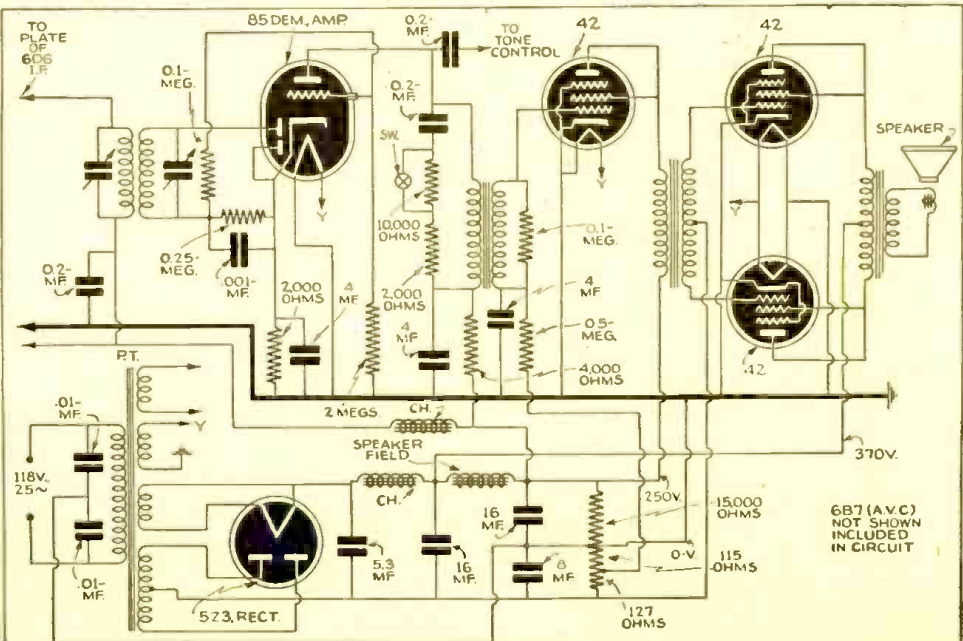 TO
PLATE
OF
6D6
I.F.
0.1-
MEG.
85 DEM., AMP.
0.2-
MF.
TO
TONE
CONTROL
42
42
SPEAKER
0.2-
MF.
SW.
Y
10,000
OHMS
Y
0.1-
MEG.
Y
0.25-
MEG.
.001-
MF.
0.2-
MF.
2,000
OHMS
4
MF
2,000
OHMS
4
MF
4
MF
0.5-
MEG.
4,000
OHMS
42
P.T.
2 MEGS.
CH.
.01-
MF.
Y
SPEAKER
FIELD
370V.
118V.
25~
CH.
250V.
15,000
OHMS
6B7 (A.V.C)
NOT SHOWN
INCLUDED
IN CIRCUIT
16
MF.
O-V.
115
OHMS
.01-
MF.
5.3
MF.
16
MF.
8
MF.
5Z3, RECT.
127
OHMS